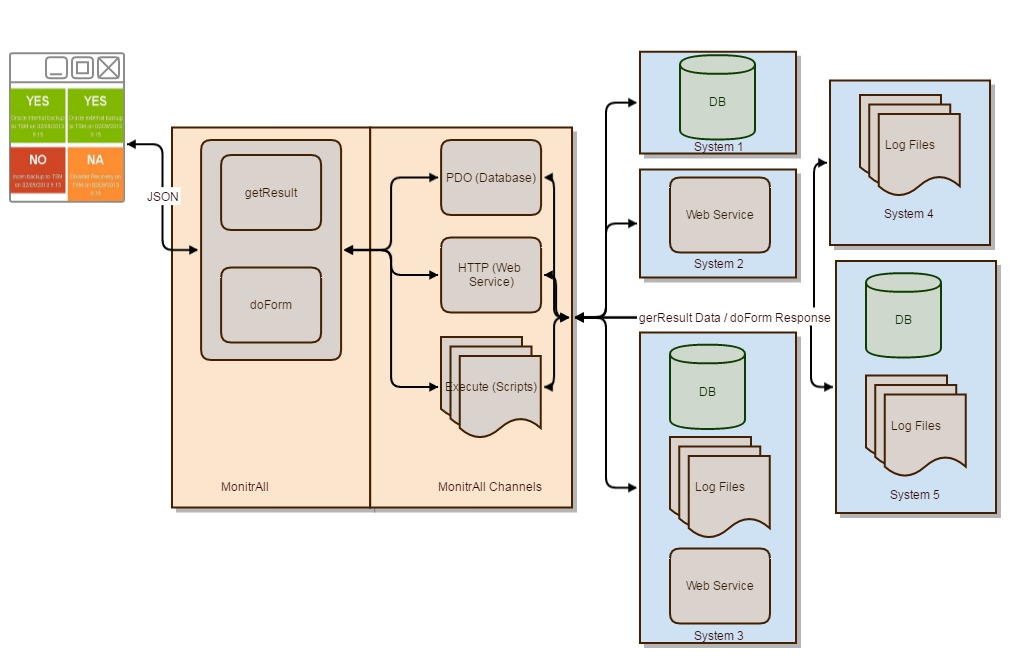 YES
YES
Oracle internal backup
to TSM on 02/09/2013
9.15
Oracle external backup
to TSM on 02/09/2013
9.15
NO
NA
backup to TSM
on 02/09/2013 9.15
Disaster Recovery on
TSM on 02/09/2013
9.15
JSON
getResult
doForm
MonitrAll
PDO (Database)
HTTP (Web
Service)
Execute (Scripts)
MonitrAll Channels
DB
System 1
Web Service
System 2
gerResult Data / doForm Response
DB
Log Files
Web Service
System 3
Log Files
System 4
DB
Log Files
System 5